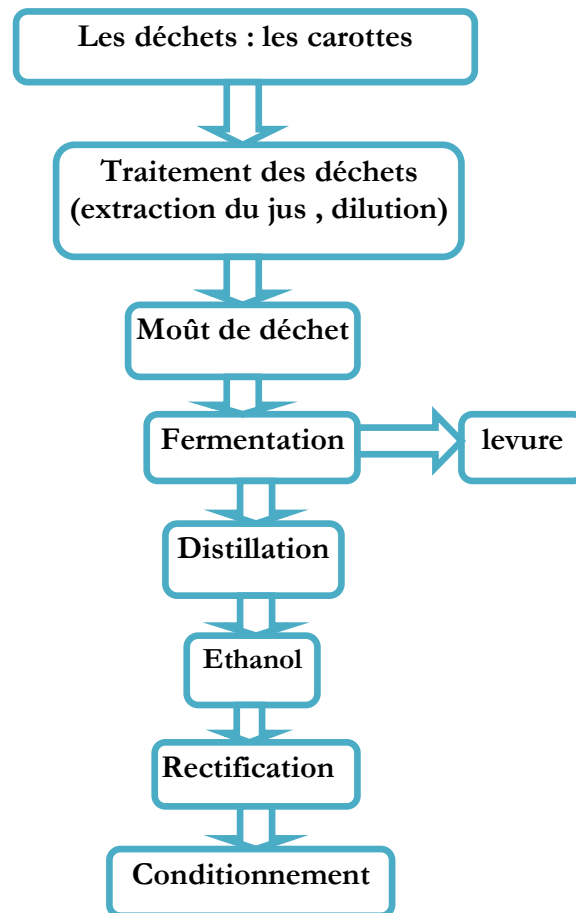 Les déchets : les carottes
Traitement des déchets
(extraction du jus , dilution)
Moût de déchet
Fermentation
levure
Distillation
Ethanol
Rectification
Conditionnement